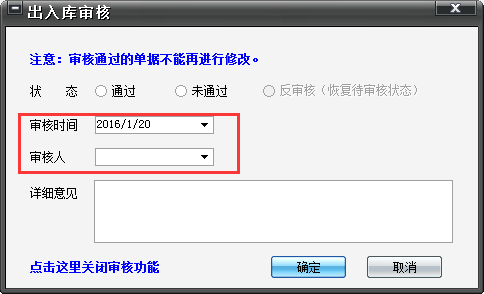 出入库审核
注意：审核通过的单据不能再进行修改。
状 态 通过 未通过 反审核（恢复待审核状态）
审核时间 2016/1/20
审核人
详细意见
点击这里关闭审核功能 确定 取消